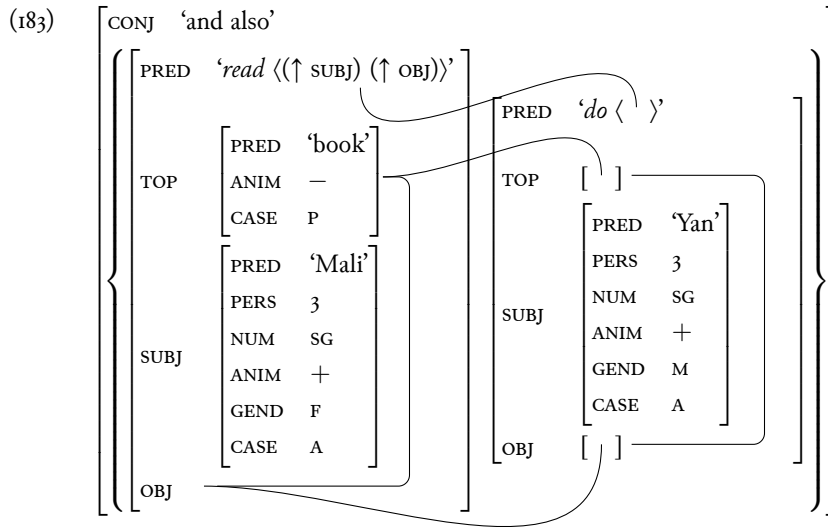 (183)
CONJ ‘and also’
PRED ‘read ⟨(↑ SUBJ) (↑ OBJ)⟩’
TOP
PRED ‘book’
ANIM −
CASE P
SUBJ
PRED ‘Mali’
PERS 3
NUM SG
ANIM +
GEND F
CASE A
OBJ
PRED ‘do ⟨ ⟩’
TOP [ ]
SUBJ
PRED ‘Yan’
PERS 3
NUM SG
ANIM +
GEND M
CASE A
OBJ [ ]